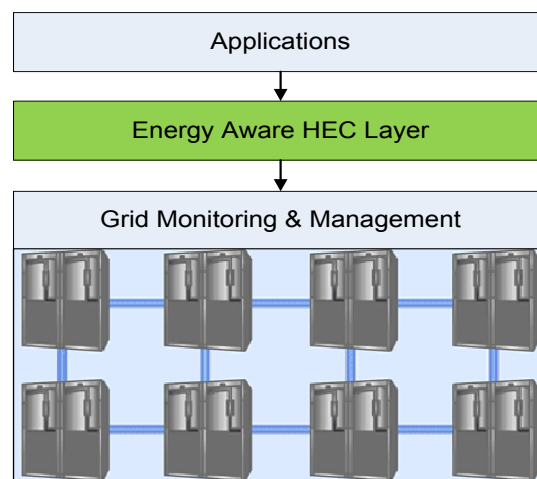 Applications
Energy Aware HEC Layer
Grid Monitoring & Management